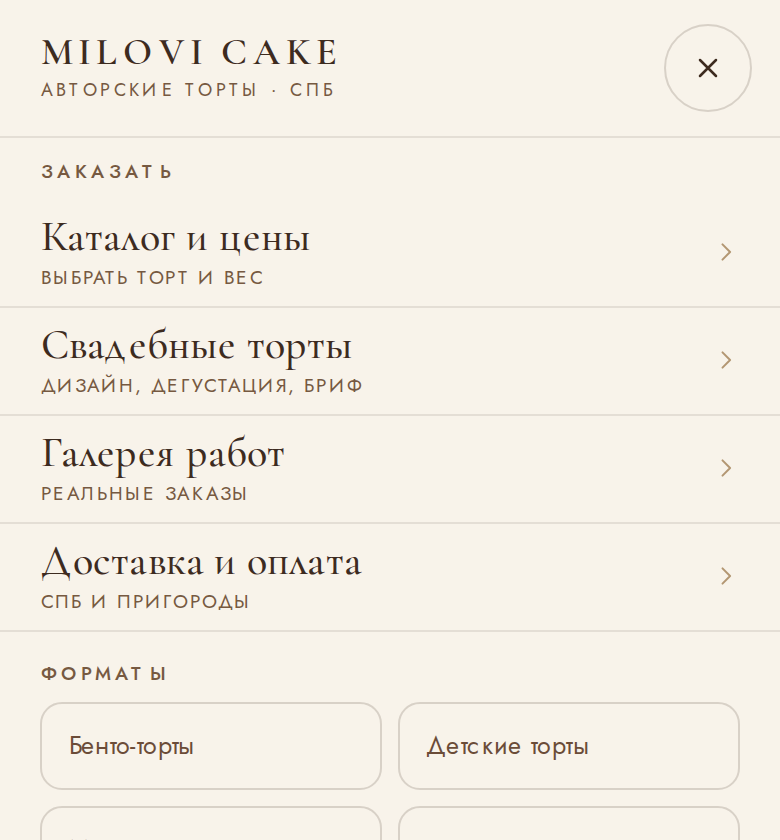 MILOVI CAKE
АВТОРСКИЕ ТОРТЫ · СПБ
ЗАКАЗАТЬ
Каталог и цены
ВЫБРАТЬ ТОРТ И ВЕС
Свадебные торты
ДИЗАЙН, ДЕГУСТАЦИЯ, БРИФ
Галерея работ
РЕАЛЬНЫЕ ЗАКАЗЫ
Доставка и оплата
СПБ И ПРИГОРОДЫ
ФОРМАТЫ
Бенто-торты
Детские торты